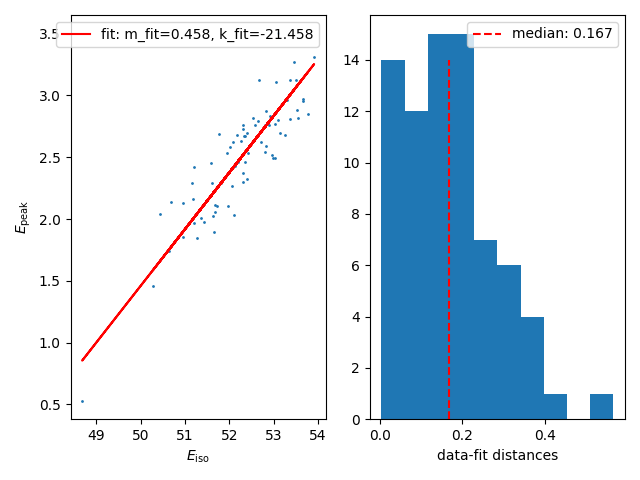 3.5
3.0
2.5
2.0
1.5
1.0
0.5
E_peak
fit: m_fit=0.458, k_fit=-21.458
49 50 51 52 53 54
E_iso
14
12
10
8
6
4
2
0
median: 0.167
0.0 0.2 0.4
data-fit distances